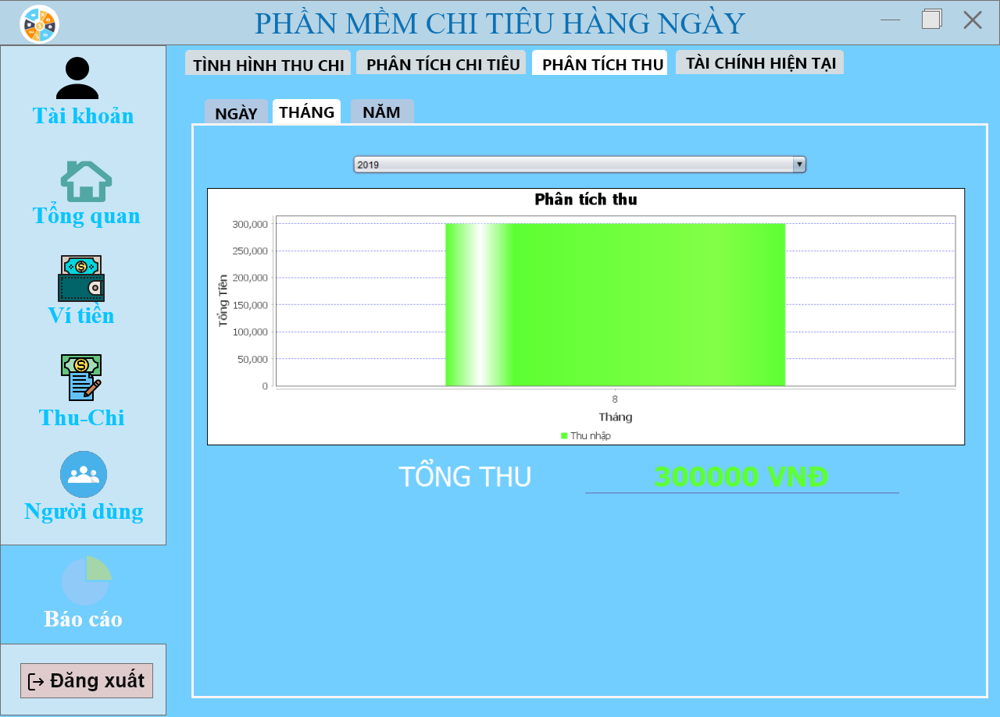 PHẦN MỀM CHI TIÊU HÀNG NGÀY
Tài khoản
Tổng quan
Ví tiền
Thu-Chi
Người dùng
Báo cáo
Đăng xuất
TÌNH HÌNH THU CHI
PHÂN TÍCH CHI TIÊU
PHÂN TÍCH THU
TÀI CHÍNH HIỆN TẠI
NGÀY
THÁNG
NĂM
2019
Phân tích thu
300,000
250,000
200,000
150,000
100,000
50,000
0
Tổng Tiền
8
Tháng
Thu nhập
TỔNG THU
300000 VNĐ